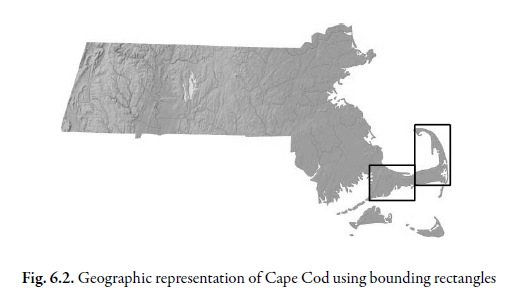 Fig. 6.2. Geographic representation of Cape Cod using bounding rectangles